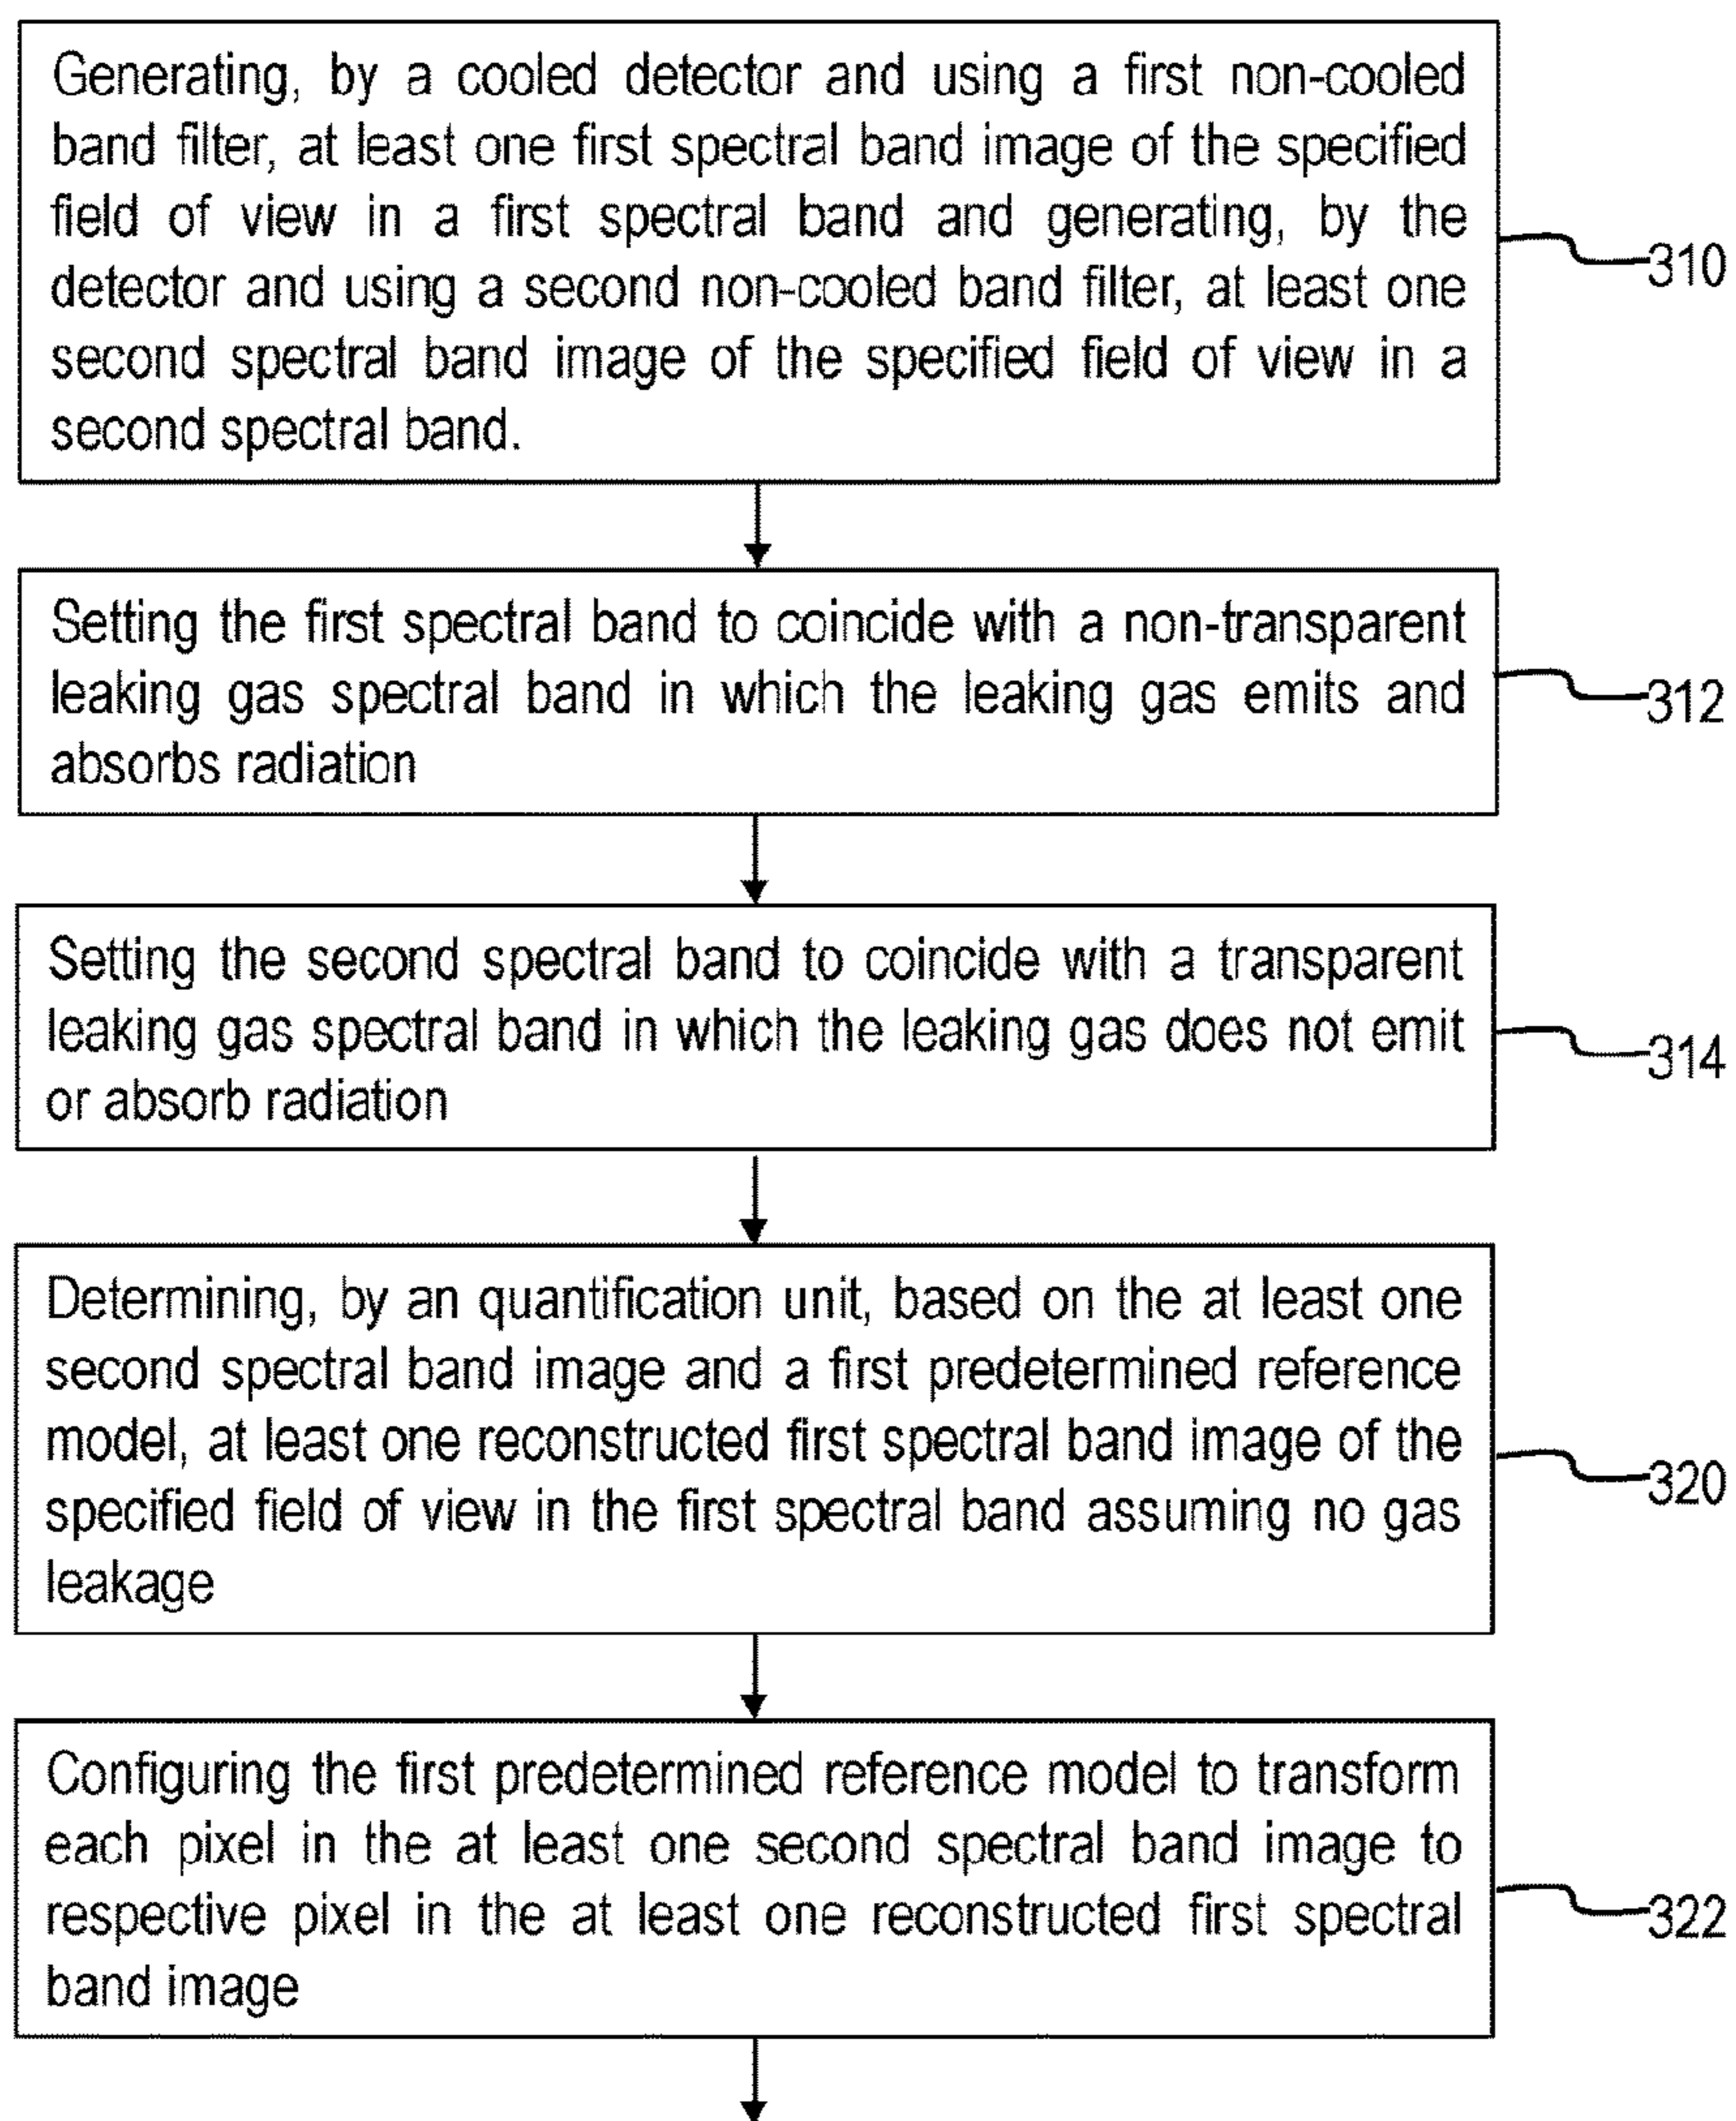 Generating, by a cooled detector and using a first non-cooled
band filter, at least one first spectral band image of the specified
field of view in a first spectral band and generating, by the
detector and using a second non-cooled band filter, at least one
second spectral band image of the specified field of view in a
second spectral band.
310
Setting the first spectral band to coincide with a non-transparent
leaking gas spectral band in which the leaking gas emits and
absorbs radiation
312
Setting the second spectral band to coincide with a transparent
leaking gas spectral band in which the leaking gas does not emit
or absorb radiation
314
Determining, by an quantification unit, based on the at least one
second spectral band image and a first predetermined reference
model, at least one reconstructed first spectral band image of the
specified field of view in the first spectral band assuming no gas
leakage
320
Configuring the first predetermined reference model to transform
each pixel in the at least one second spectral band image to
respective pixel in the at least one reconstructed first spectral
band image
322